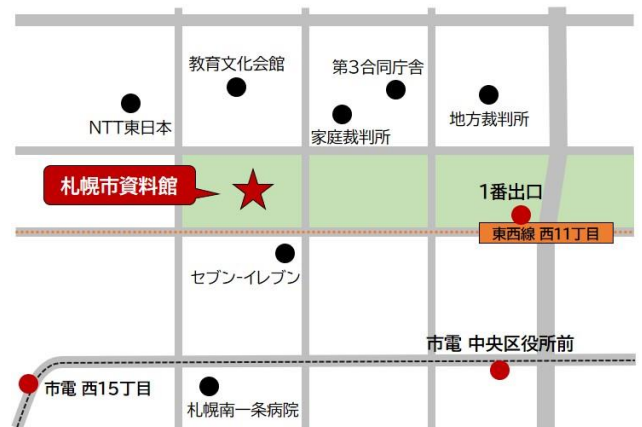 教育文化会館
第3合同庁舎
NTT東日本
家庭裁判所
地方裁判所
札幌市資料館
1番出口
東西線 西11丁目
セブン-イレブン
市電 中央区役所前
市電 西15丁目
札幌南一条病院